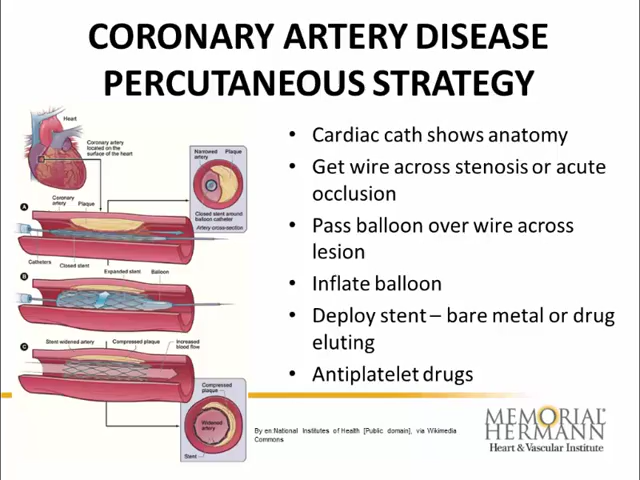 CORONARY ARTERY DISEASE
PERCUTANEOUS STRATEGY
Heart
Coronary artery
located on the
surface of the heart
Narrowed
artery
Plaque
Closed stent around
balloon catheter
Artery cross-section
Coronary
artery
Plaque
A
Catheters
Closed stent
Expanded stent
Balloon
B
Stent widened artery
Compressed plaque
Increased
blood flow
C
Compressed
plaque
Widened
artery
Stent
• Cardiac cath shows anatomy
• Get wire across stenosis or acute
occlusion
• Pass balloon over wire across
lesion
• Inflate balloon
• Deploy stent – bare metal or drug
eluting
• Antiplatelet drugs
By en:National Institutes of Health [Public domain], via Wikimedia
Commons
MEMORIAL®
HERMANN
Heart & Vascular Institute